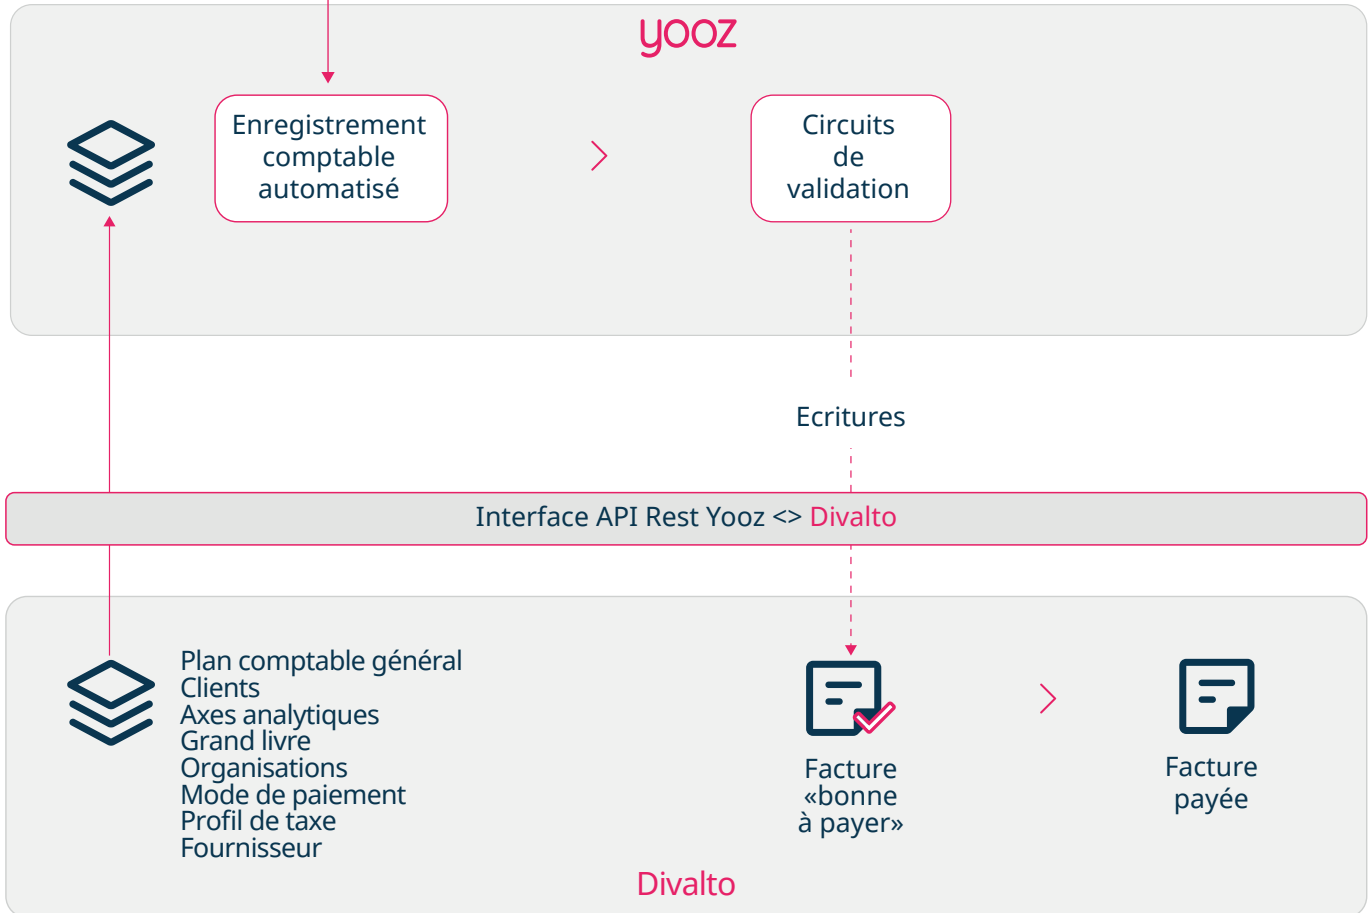 yooz
Enregistrement
comptable
automatisé
Circuits
de
validation
Ecritures
Interface API Rest Yooz <> Divalto
Plan comptable général
Clients
Axes analytiques
Grand livre
Organisations
Mode de paiement
Profil de taxe
Fournisseur
Facture
«bonne
à payer»
Facture
payée
Divalto